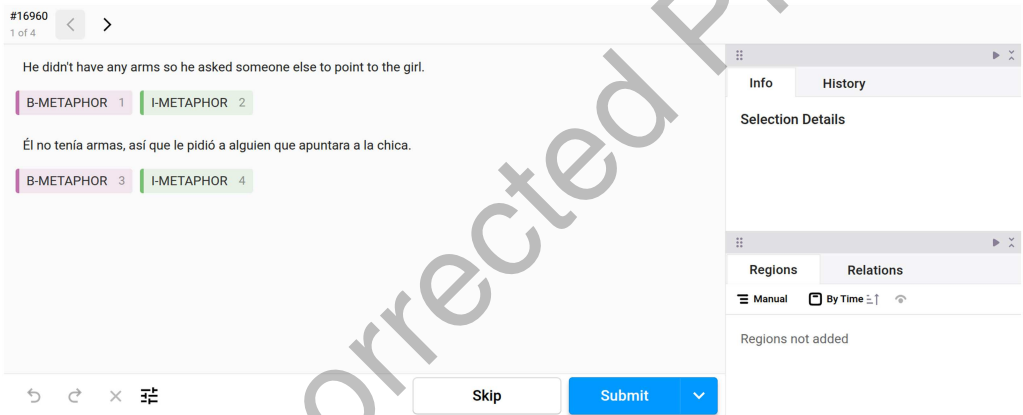 #16960
1 of 4
He didn't have any arms so he asked someone else to point to the girl.
B-METAPHOR 1 I-METAPHOR 2
Él no tenía armas, así que le pidió a alguien que apuntara a la chica.
B-METAPHOR 3 I-METAPHOR 4
Info History
Selection Details
Regions Relations
Manual By Time
Regions not added
Skip Submit
orrected P